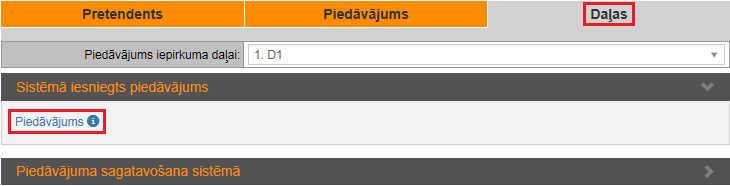 Pretendents Piedāvājums Daļas
Piedāvājums iepirkuma daļai: 1. D1
Sistēmā iesniegts piedāvājums
Piedāvājums
Piedāvājuma sagatavošana sistēmā